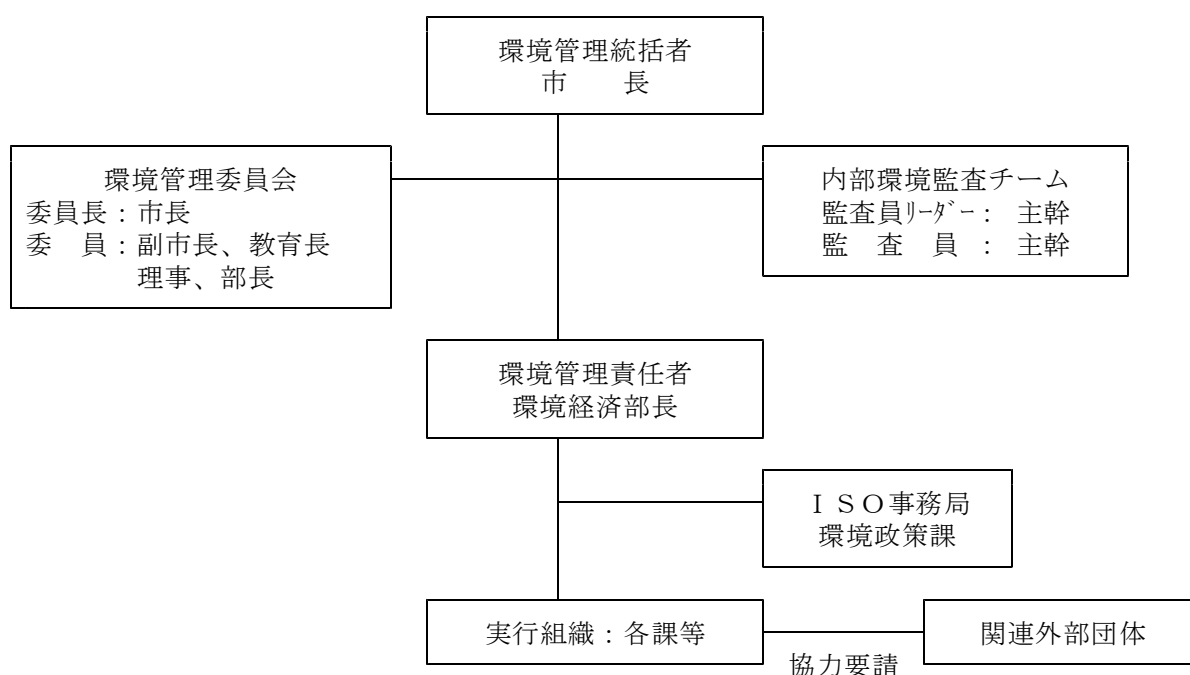 環境管理統括者
市　　長
環境管理委員会
委員長：市長
委　員：副市長、教育長
理事、部長
内部環境監査チーム
監査員ﾘｰﾀﾞｰ：　主幹
監　査　員　：　主幹
環境管理責任者
環境経済部長
ＩＳＯ事務局
環境政策課
実行組織：各課等
協力要請
関連外部団体